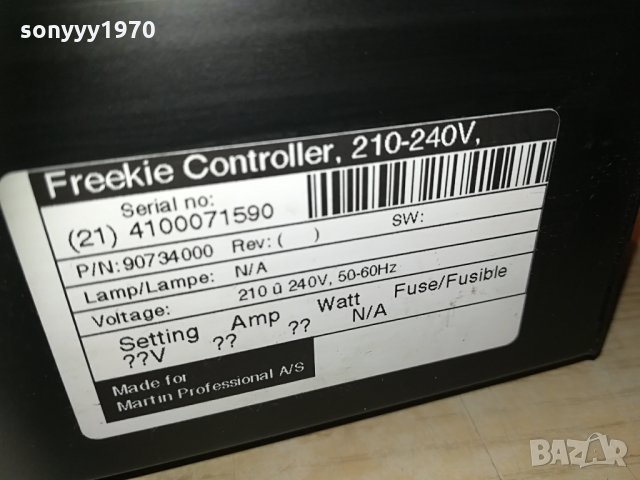 sonyyy1970
Freekie Controller, 210-240V,
Serial no:
(21) 4100071590
P/N:90734000 Rev:( ) SW:
Lamp/Lampe: N/A
Voltage: 210 û 240V, 50-60Hz
Setting Amp Watt Fuse/Fusible
??V ?? ?? N/A
Made for
Martin Professional A/S
BAZAR